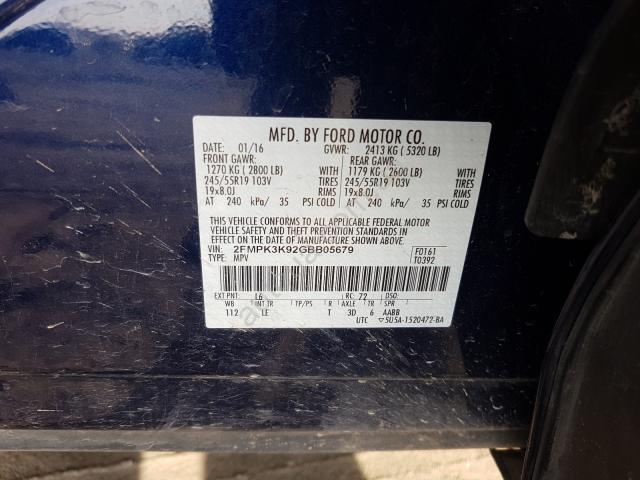 MFD. BY FORD MOTOR CO.
DATE: 01/16 GVWR: 2413 KG ( 5320 LB)
FRONT GAWR: REAR GAWR:
1270 KG ( 2800 LB) WITH 1179 KG ( 2600 LB) WITH
245/55R19 103V TIRES 245/55R19 103V TIRES
19x8.0J 19x8.0J
AT 240 kPa/ 35 PSI COLD AT 240 kPa/ 35 PSI COLD
THIS VEHICLE CONFORMS TO ALL APPLICABLE FEDERAL MOTOR
VEHICLE SAFETY AND THEFT PREVENTION STANDARDS IN
EFFECT ON THE DATE OF MANUFACTURE SHOWN ABOVE.
VIN: 2FMPK3K92GBB05679 F0161
TYPE: MPV T0392
EXT PNT: L6 RC: 72 DSO:
WB INT TR TP/PS R AXLE TR SPR
112 LE T 3D 6 AABB
UTC ▽5U5A-1520472-BA